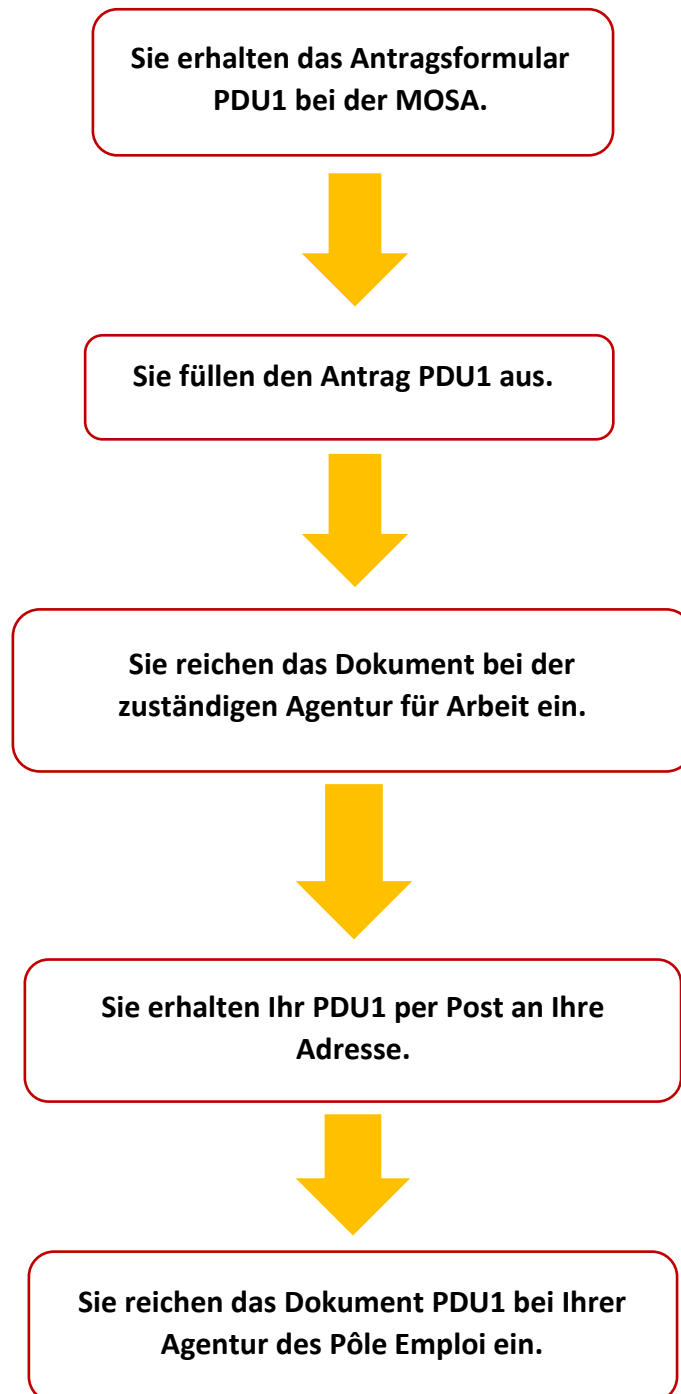 Sie erhalten das Antragsformular
PDU1 bei der MOSA.
Sie füllen den Antrag PDU1 aus.
Sie reichen das Dokument bei der
zuständigen Agentur für Arbeit ein.
Sie erhalten Ihr PDU1 per Post an Ihre
Adresse.
Sie reichen das Dokument PDU1 bei Ihrer
Agentur des Pôle Emploi ein.